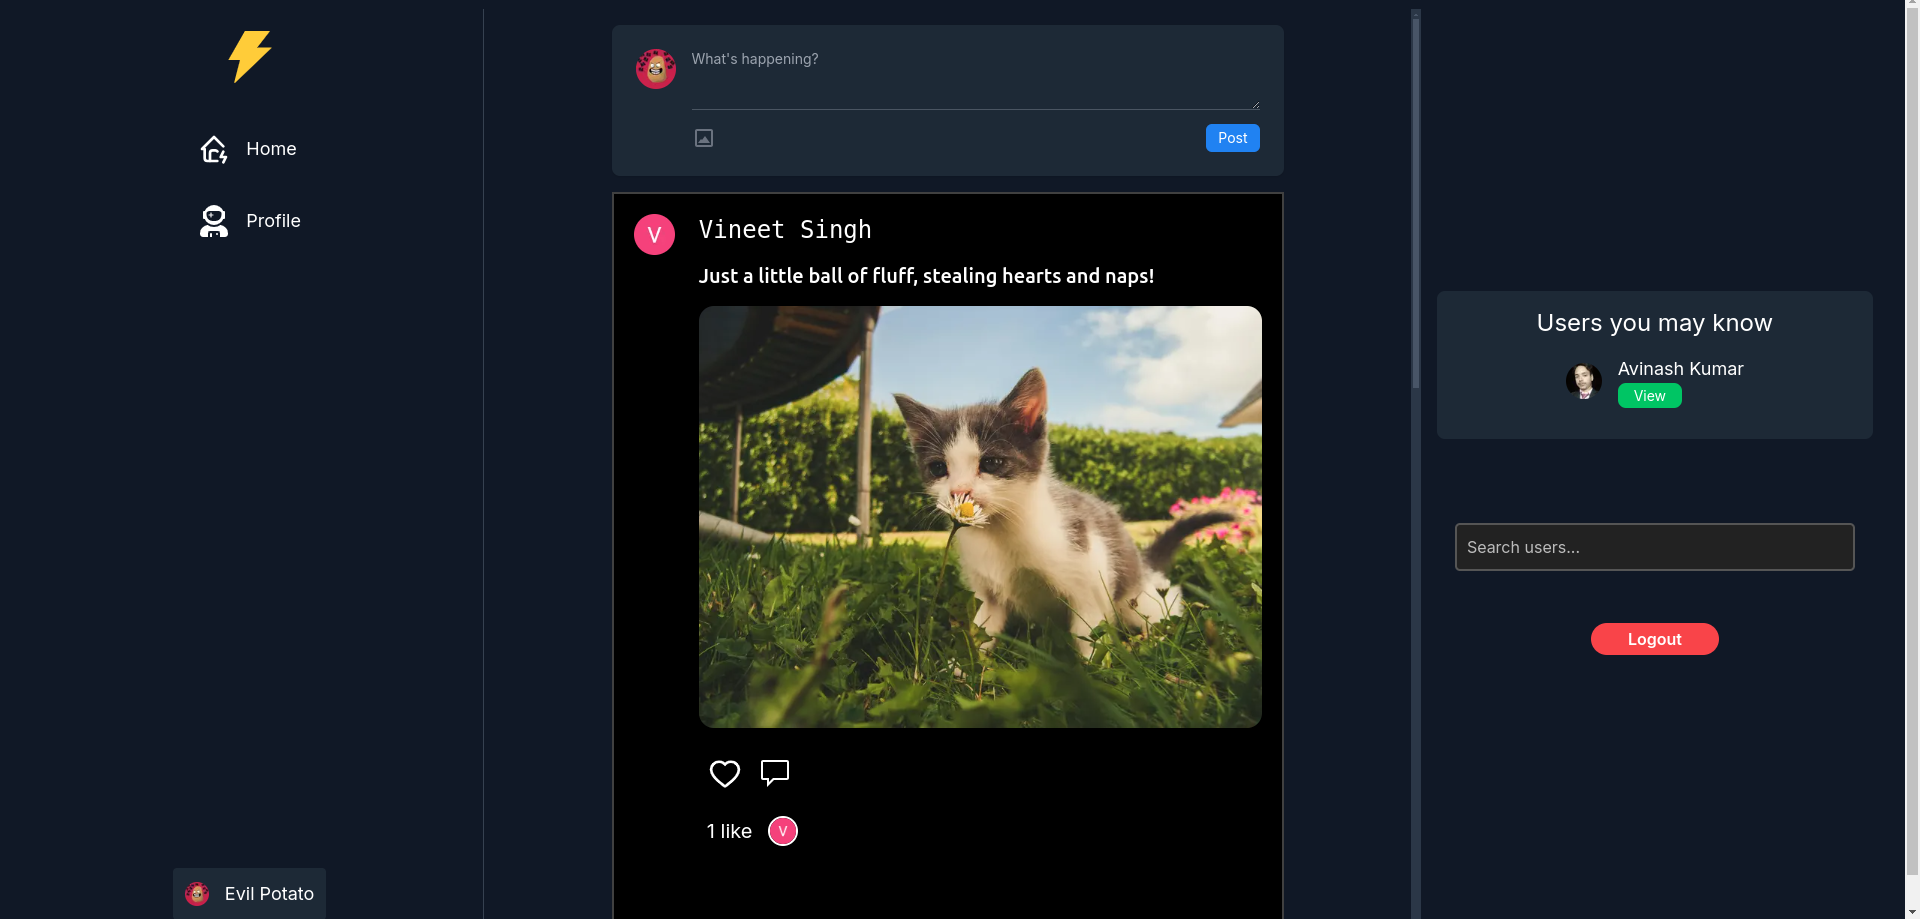 Home
Profile
Evil Potato
What's happening?
Post
V
Vineet Singh
Just a little ball of fluff, stealing hearts and naps!
1 like
V
Users you may know
Avinash Kumar
View
Search users...
Logout